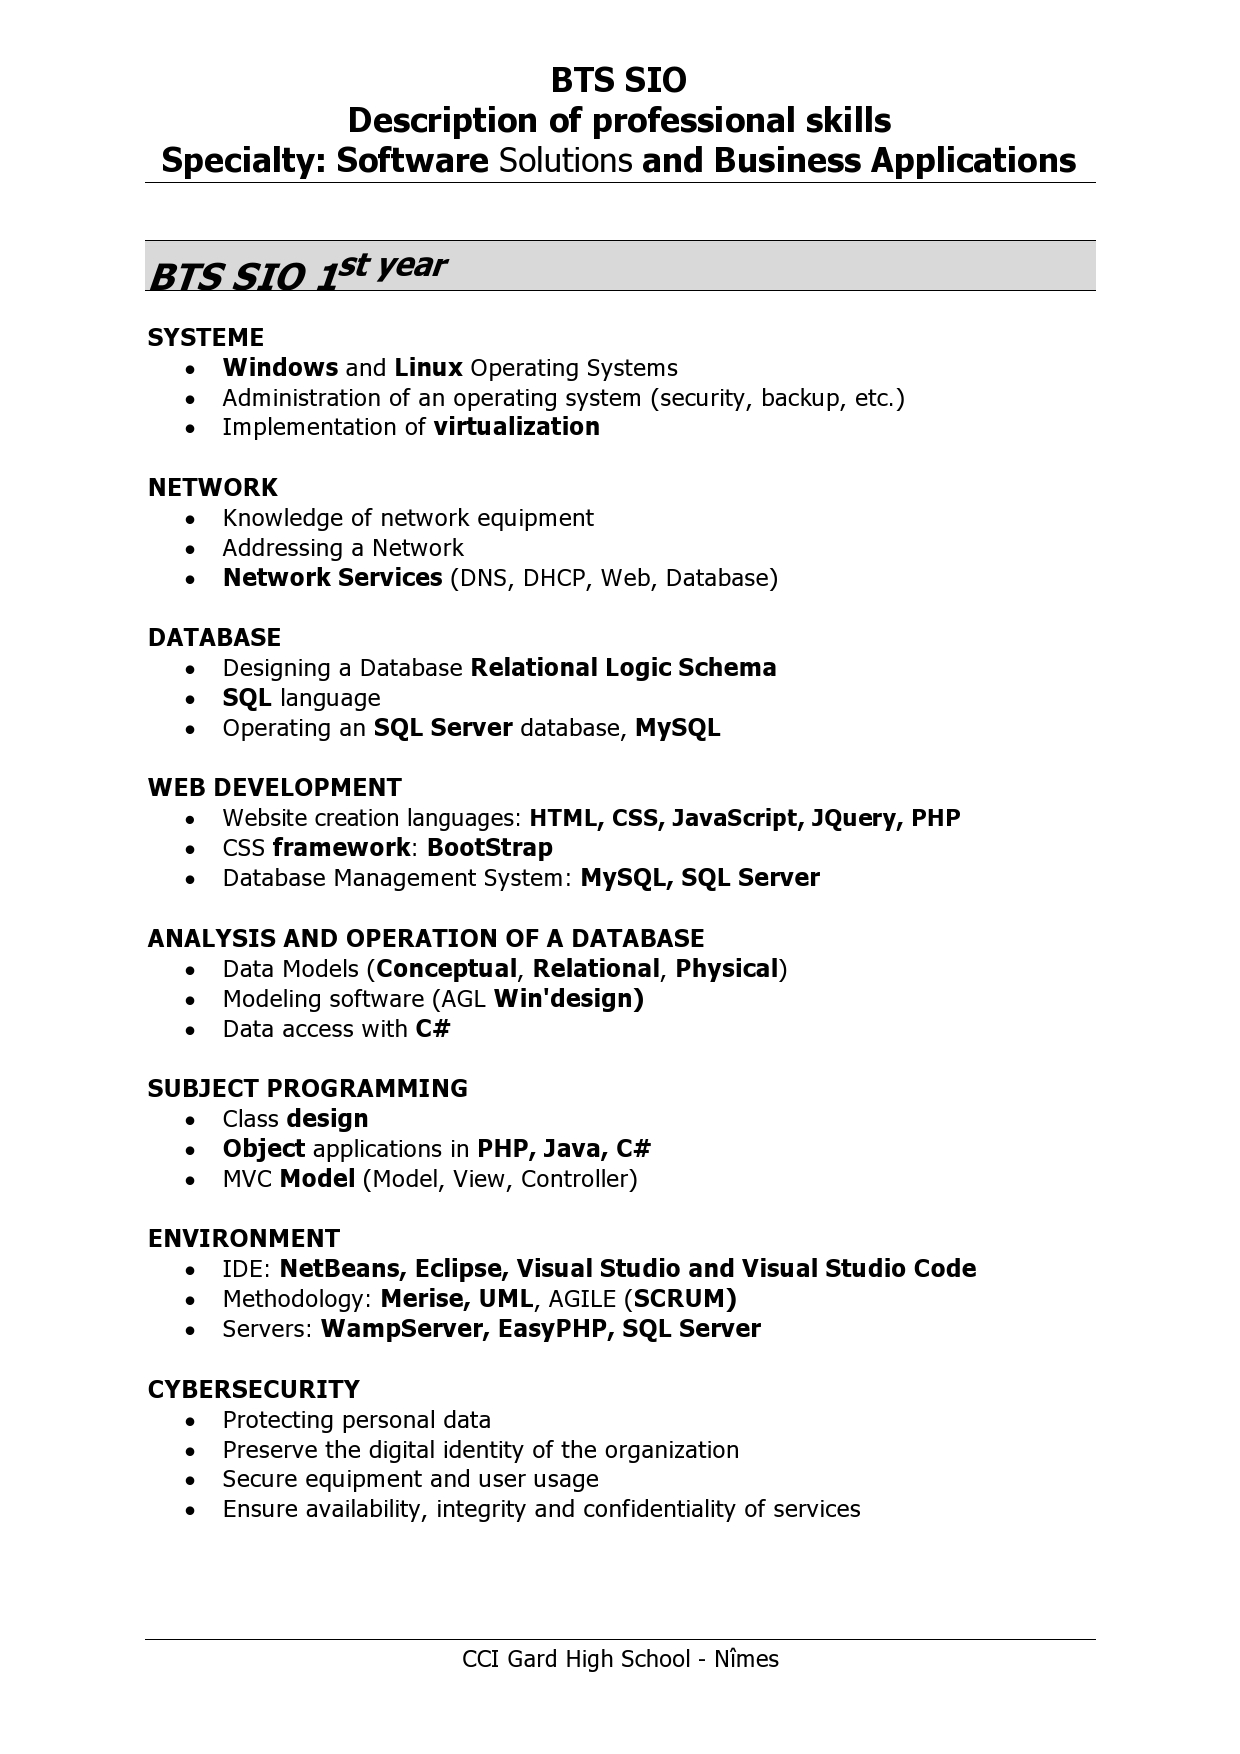 BTS SIO
Description of professional skills
Specialty: Software Solutions and Business Applications
BTS SIO 1st year
SYSTEME
• Windows and Linux Operating Systems
• Administration of an operating system (security, backup, etc.)
• Implementation of virtualization
NETWORK
• Knowledge of network equipment
• Addressing a Network
• Network Services (DNS, DHCP, Web, Database)
DATABASE
• Designing a Database Relational Logic Schema
• SQL language
• Operating an SQL Server database, MySQL
WEB DEVELOPMENT
• Website creation languages: HTML, CSS, JavaScript, JQuery, PHP
• CSS framework: BootStrap
• Database Management System: MySQL, SQL Server
ANALYSIS AND OPERATION OF A DATABASE
• Data Models (Conceptual, Relational, Physical)
• Modeling software (AGL Win'design)
• Data access with C#
SUBJECT PROGRAMMING
• Class design
• Object applications in PHP, Java, C#
• MVC Model (Model, View, Controller)
ENVIRONMENT
• IDE: NetBeans, Eclipse, Visual Studio and Visual Studio Code
• Methodology: Merise, UML, AGILE (SCRUM)
• Servers: WampServer, EasyPHP, SQL Server
CYBERSECURITY
• Protecting personal data
• Preserve the digital identity of the organization
• Secure equipment and user usage
• Ensure availability, integrity and confidentiality of services
CCI Gard High School - Nîmes